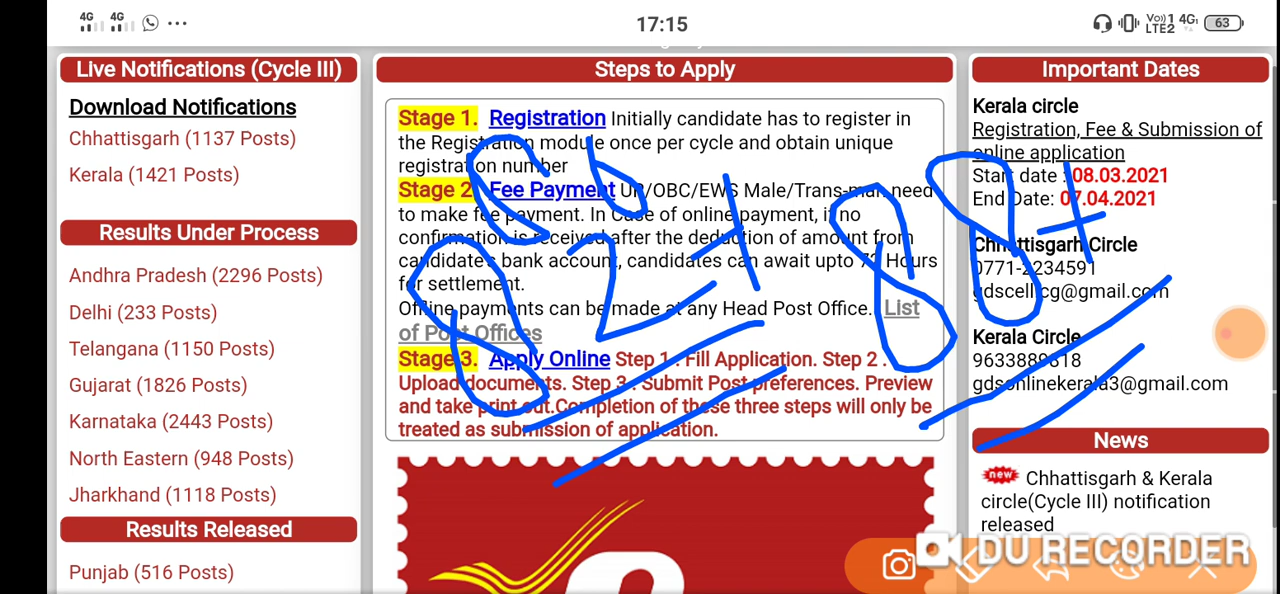 4G 4G 17:15 Vo))1 LTE2 4G 63
Live Notifications (Cycle III)
Download Notifications
Chhattisgarh (1137 Posts)
Kerala (1421 Posts)
Results Under Process
Andhra Pradesh (2296 Posts)
Delhi (233 Posts)
Telangana (1150 Posts)
Gujarat (1826 Posts)
Karnataka (2443 Posts)
North Eastern (948 Posts)
Jharkhand (1118 Posts)
Results Released
Punjab (516 Posts)
Steps to Apply
Stage 1. Registration Initially candidate has to register in
the Registration module once per cycle and obtain unique
registration number
Stage 2. Fee Payment UR/OBC/EWS Male/Trans-man need
to make fee payment. In Case of online payment, if no
confirmation is received after the deduction of amount from
candidate's bank account, candidates can await upto 72 Hours
for settlement.
Offline payments can be made at any Head Post Office. List
of Post Offices
Stage 3. Apply Online Step 1. Fill Application. Step 2 .
Upload documents. Step 3. Submit Post preferences. Preview
and take print out.Completion of these three steps will only be
treated as submission of application.
82+
88+
Important Dates
Kerala circle
Registration, Fee & Submission of
online application
Start date : 08.03.2021
End Date: 07.04.2021
Chhattisgarh Circle
0771-2234591
gdscellcg@gmail.com
Kerala Circle
9633889818
gdsonlinekerala3@gmail.com
News
new Chhattisgarh & Kerala
circle(Cycle III) notification
released
DU RECORDER